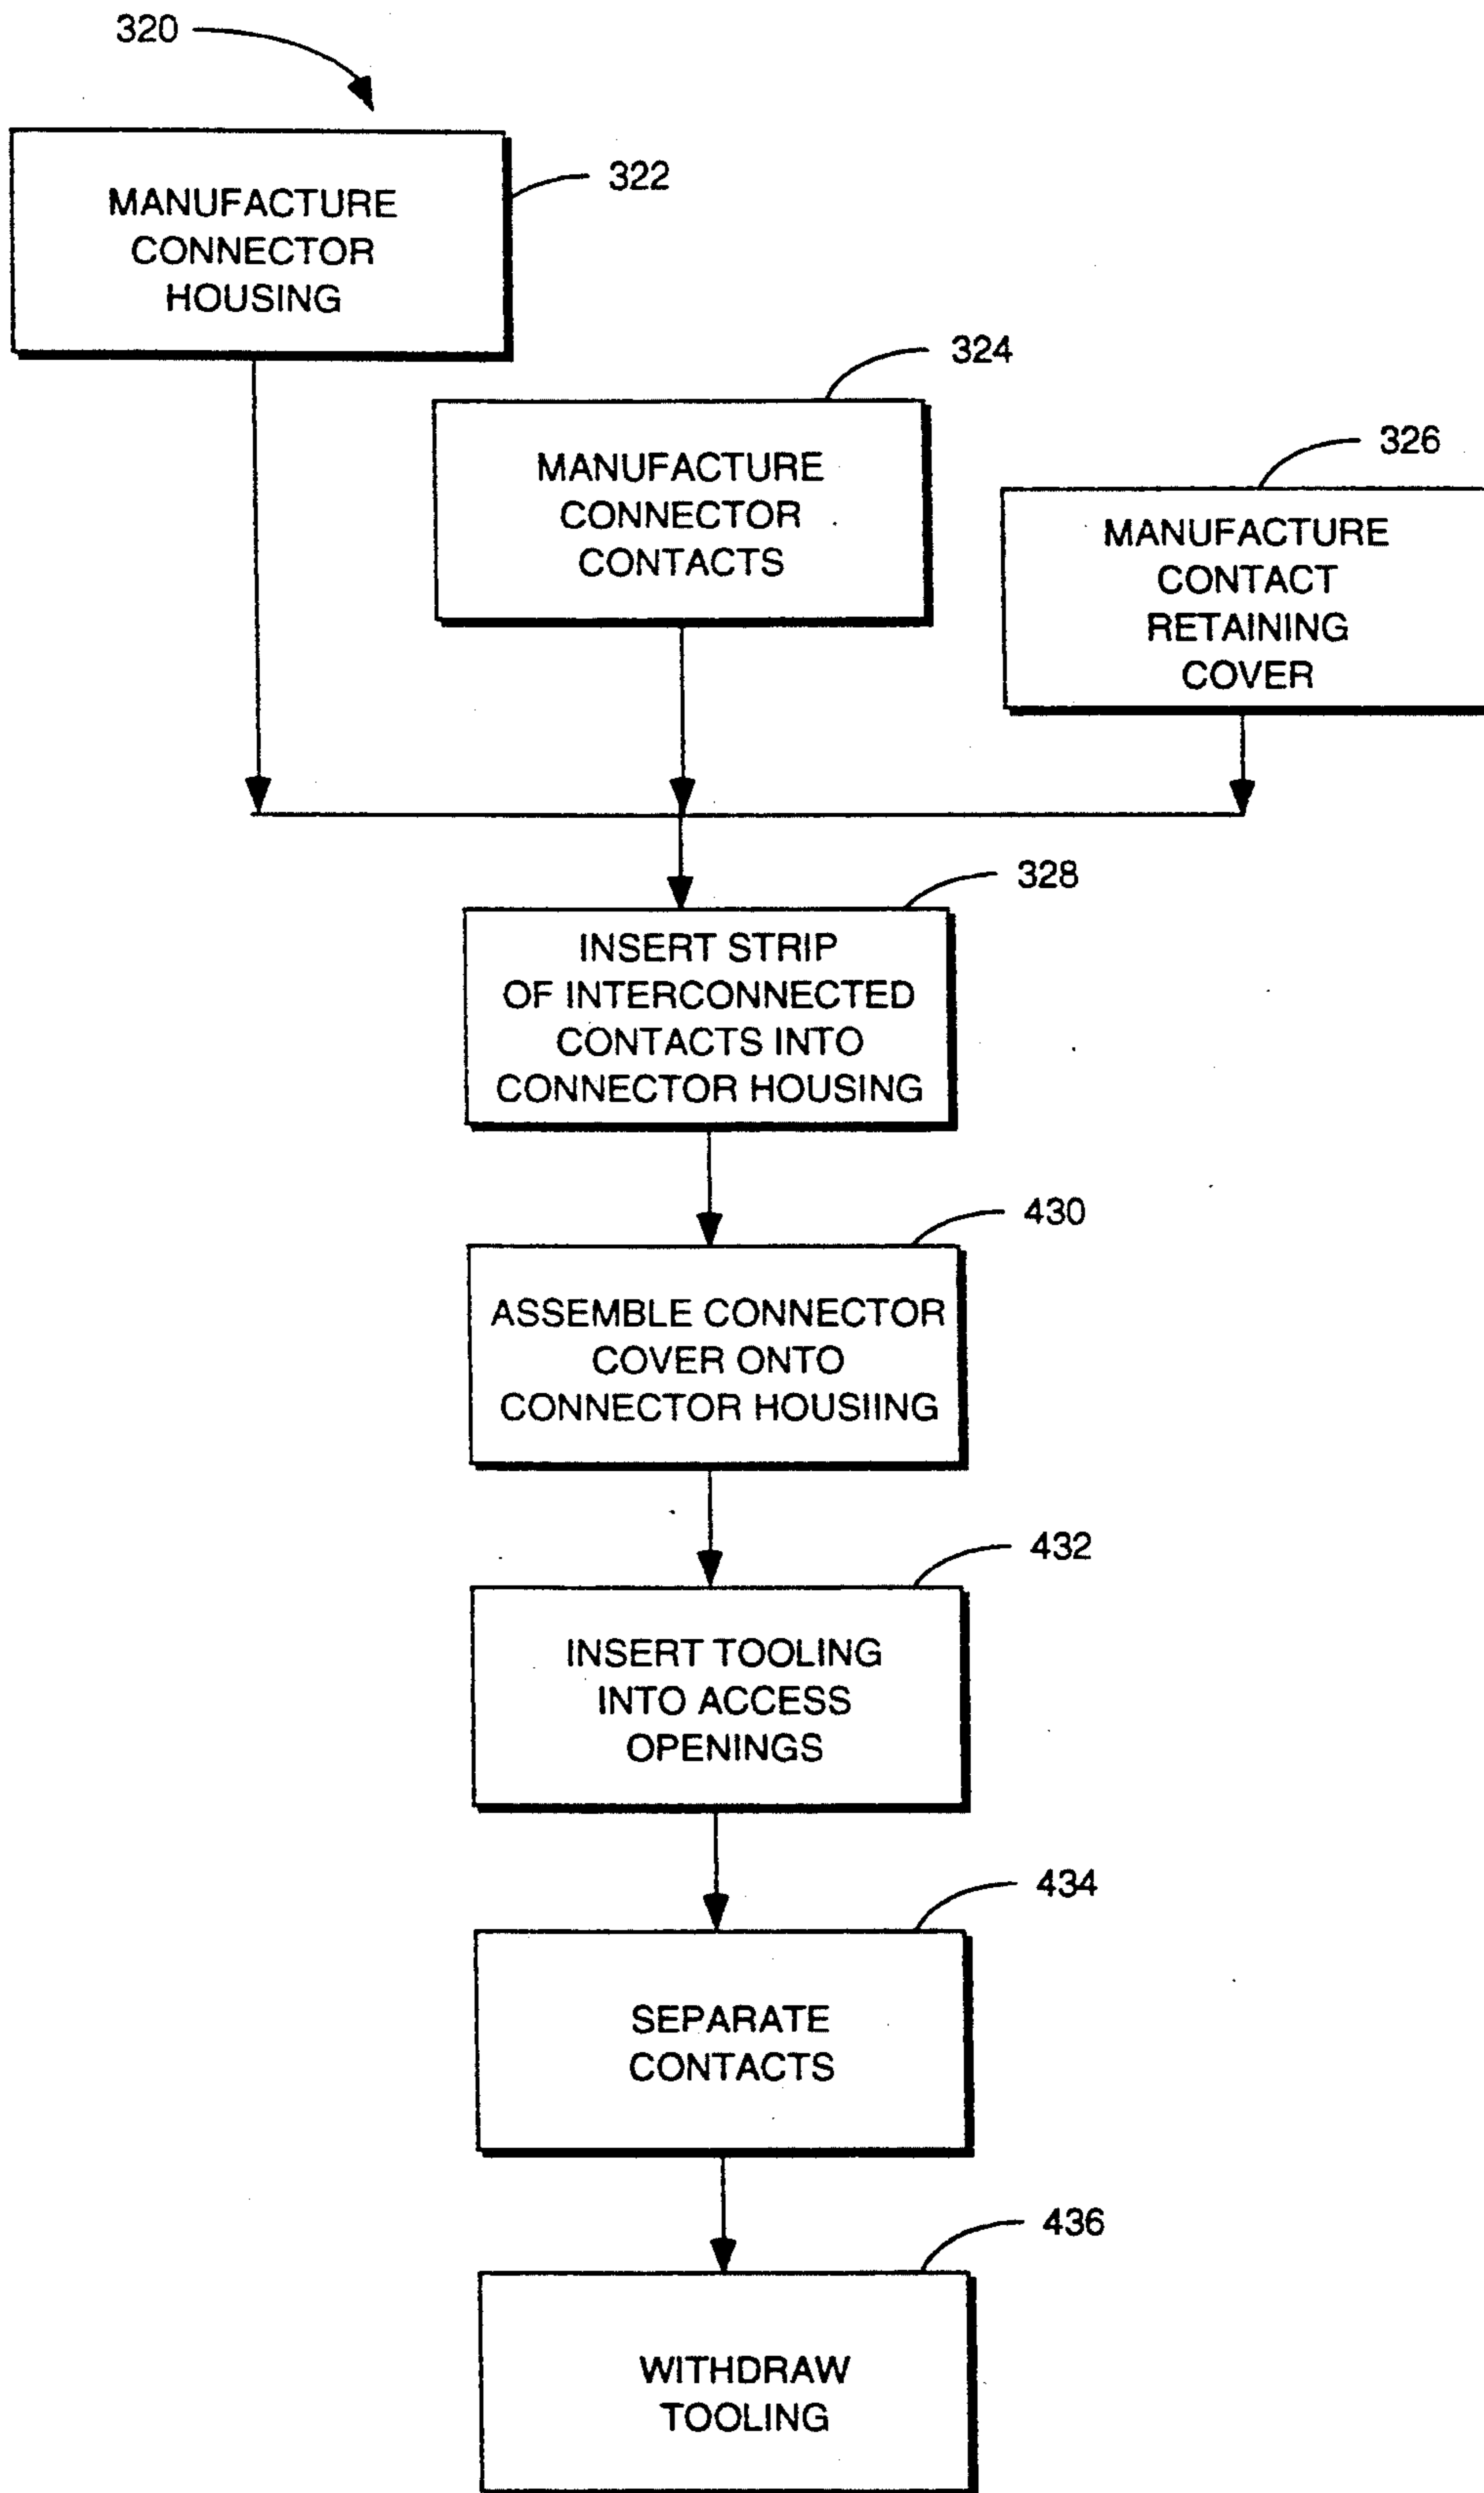 320
MANUFACTURE
CONNECTOR
HOUSING
322
324
MANUFACTURE
CONNECTOR
CONTACTS
326
MANUFACTURE
CONTACT
RETAINING
COVER
328
INSERT STRIP
OF INTERCONNECTED
CONTACTS INTO
CONNECTOR HOUSING
430
ASSEMBLE CONNECTOR
COVER ONTO
CONNECTOR HOUSIING
432
INSERT TOOLING
INTO ACCESS
OPENINGS
434
SEPARATE
CONTACTS
436
WITHDRAW
TOOLING